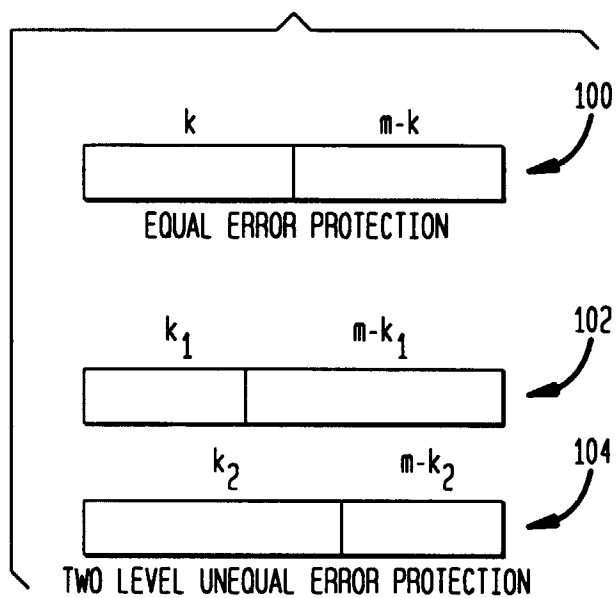 100
k m-k
EQUAL ERROR PROTECTION
102
k₁ m-k₁
104
k₂ m-k₂
TWO LEVEL UNEQUAL ERROR PROTECTION